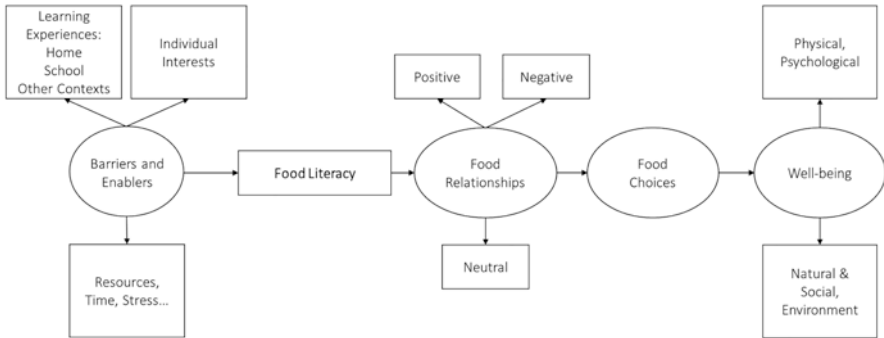 Learning
Experiences:
Home
School
Other Contexts
Individual
Interests
Positive
Negative
Physical,
Psychological
Barriers and
Enablers
Food Literacy
Food
Relationships
Food
Choices
Well-being
Resources,
Time, Stress...
Neutral
Natural &
Social,
Environment